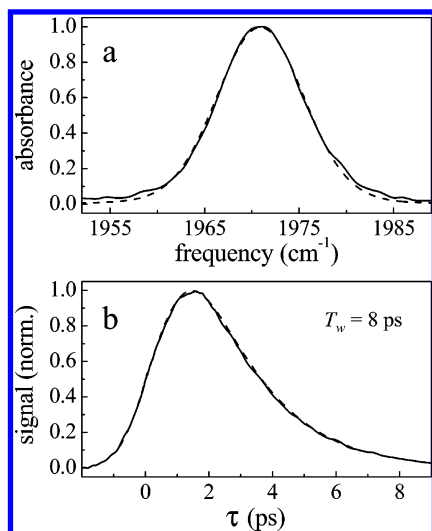 a
absorbance
1.0
0.8
0.6
0.4
0.2
0.0
1955 1965 1975 1985
frequency (cm⁻¹)
b
T_w = 8 ps
signal (norm.)
1.0
0.8
0.6
0.4
0.2
0.0
0 2 4 6 8
τ (ps)